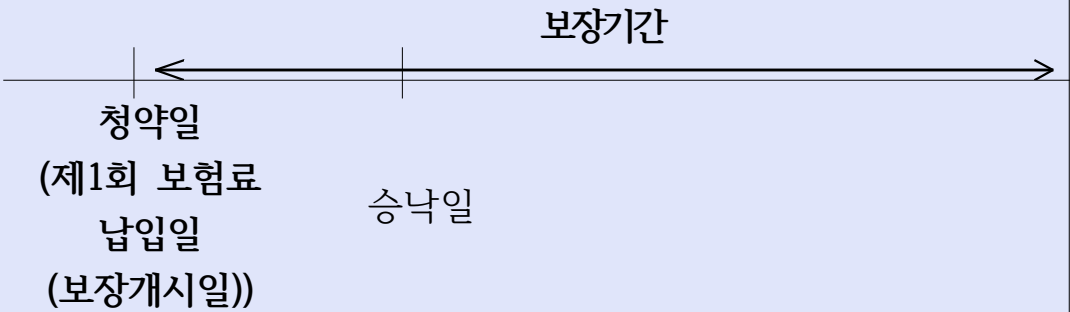 보장기간
청약일
(제1회 보험료
납입일
(보장개시일))
승낙일